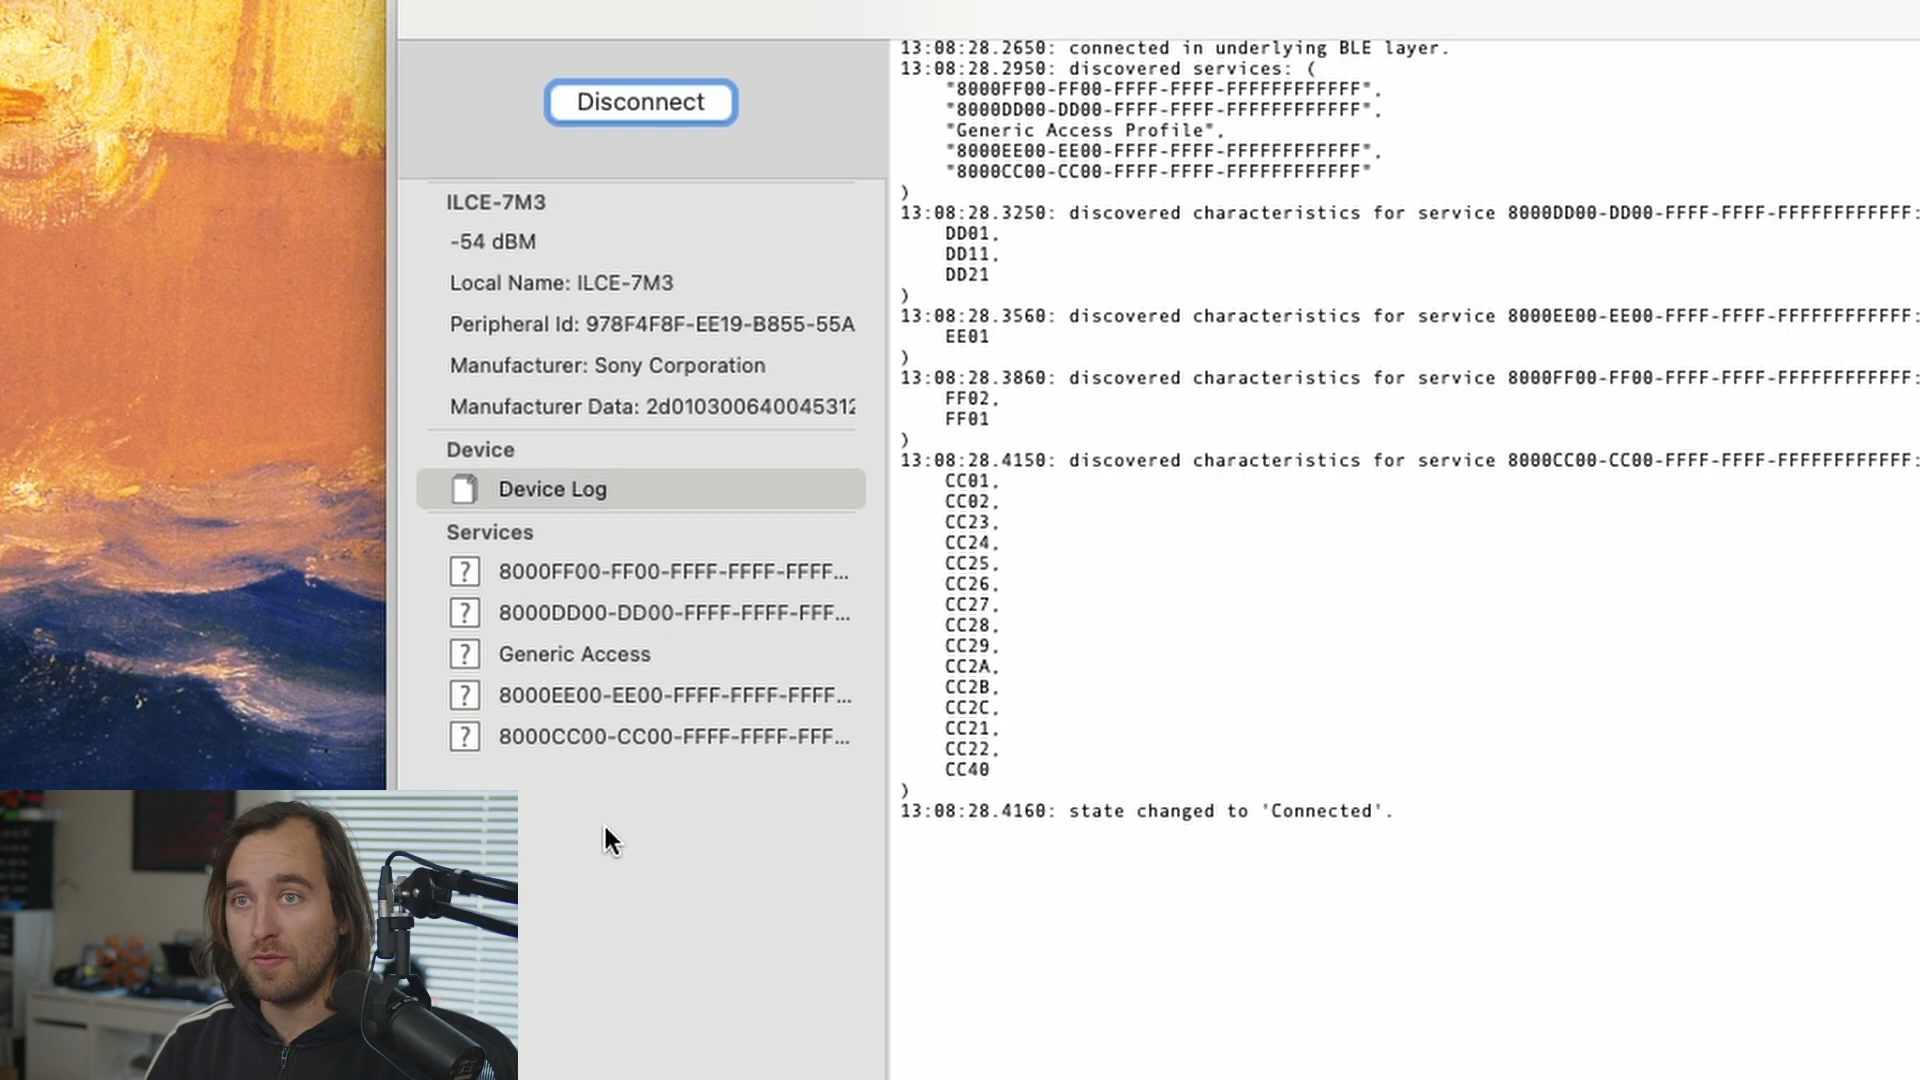 Disconnect
ILCE-7M3
-54 dBM
Local Name: ILCE-7M3
Peripheral Id: 978F4F8F-EE19-B855-55A
Manufacturer: Sony Corporation
Manufacturer Data: 2d010300640045312
Device
Device Log
Services
8000FF00-FF00-FFFF-FFFF-FFFF...
8000DD00-DD00-FFFF-FFFF-FFF...
Generic Access
8000EE00-EE00-FFFF-FFFF-FFFF...
8000CC00-CC00-FFFF-FFFF-FFF...
13:08:28.2650: connected in underlying BLE layer.
13:08:28.2950: discovered services: (
"8000FF00-FF00-FFFF-FFFF-FFFFFFFFFFFF",
"8000DD00-DD00-FFFF-FFFF-FFFFFFFFFFFF",
"Generic Access Profile",
"8000EE00-EE00-FFFF-FFFF-FFFFFFFFFFFF",
"8000CC00-CC00-FFFF-FFFF-FFFFFFFFFFFF"
)
13:08:28.3250: discovered characteristics for service 8000DD00-DD00-FFFF-FFFF-FFFFFFFFFFFF:
DD01,
DD11,
DD21
)
13:08:28.3560: discovered characteristics for service 8000EE00-EE00-FFFF-FFFF-FFFFFFFFFFFF:
EE01
)
13:08:28.3860: discovered characteristics for service 8000FF00-FF00-FFFF-FFFF-FFFFFFFFFFFF:
FF02,
FF01
)
13:08:28.4150: discovered characteristics for service 8000CC00-CC00-FFFF-FFFF-FFFFFFFFFFFF:
CC01,
CC02,
CC23,
CC24,
CC25,
CC26,
CC27,
CC28,
CC29,
CC2A,
CC2B,
CC2C,
CC21,
CC22,
CC40
)
13:08:28.4160: state changed to 'Connected'.